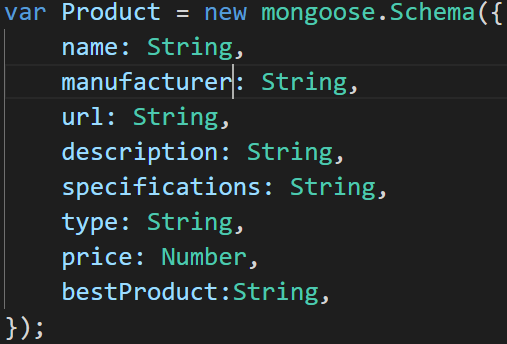 var Product = new mongoose.Schema({
name: String,
manufacturer: String,
url: String,
description: String,
specifications: String,
type: String,
price: Number,
bestProduct:String,
});